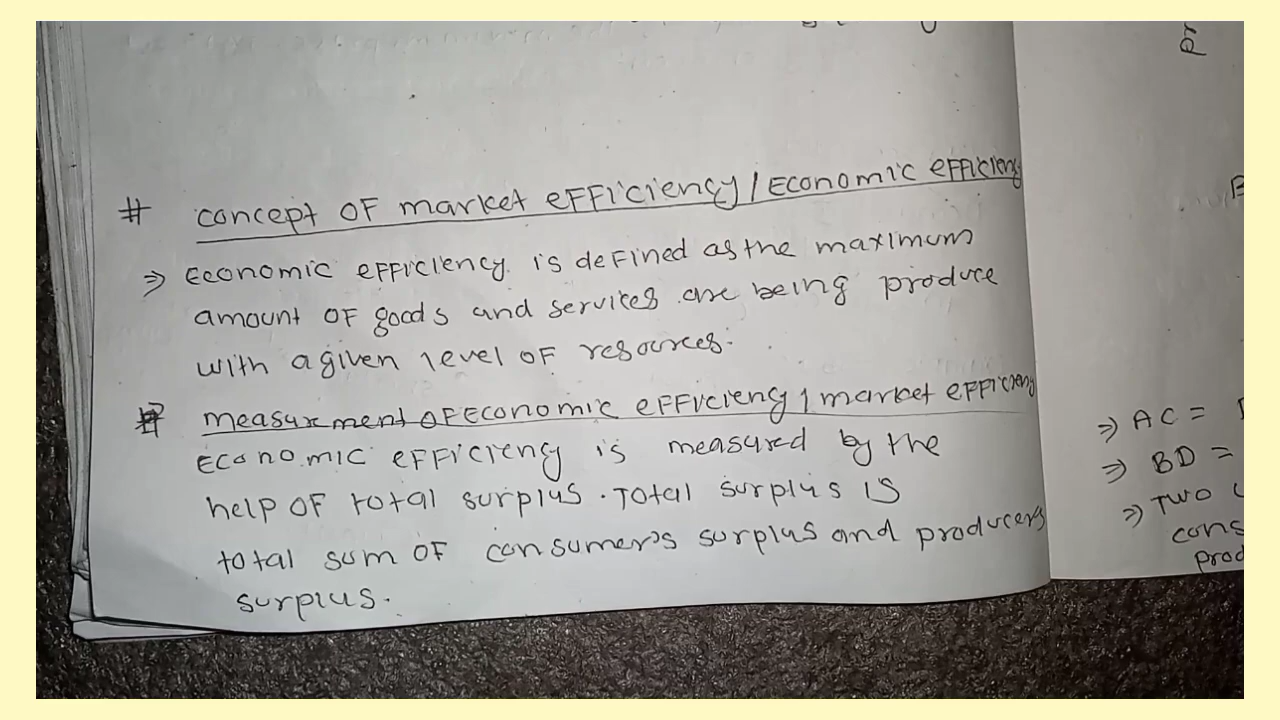 # concept OF market eFFiciency / Economic eFFiciency
⇒ Economic eFFiciency is deFined as the maximum
amount OF goods and services are being produce
with a given level OF resources.
# measurment OF Economic eFFiciency / market eFFiciency
Economic eFFiciency is measured by the
help OF total surplus. Total surplus is
total sum OF consumer's surplus and producers
surplus.
⇒ AC =
⇒ BD =
⇒ Two
cons
prod